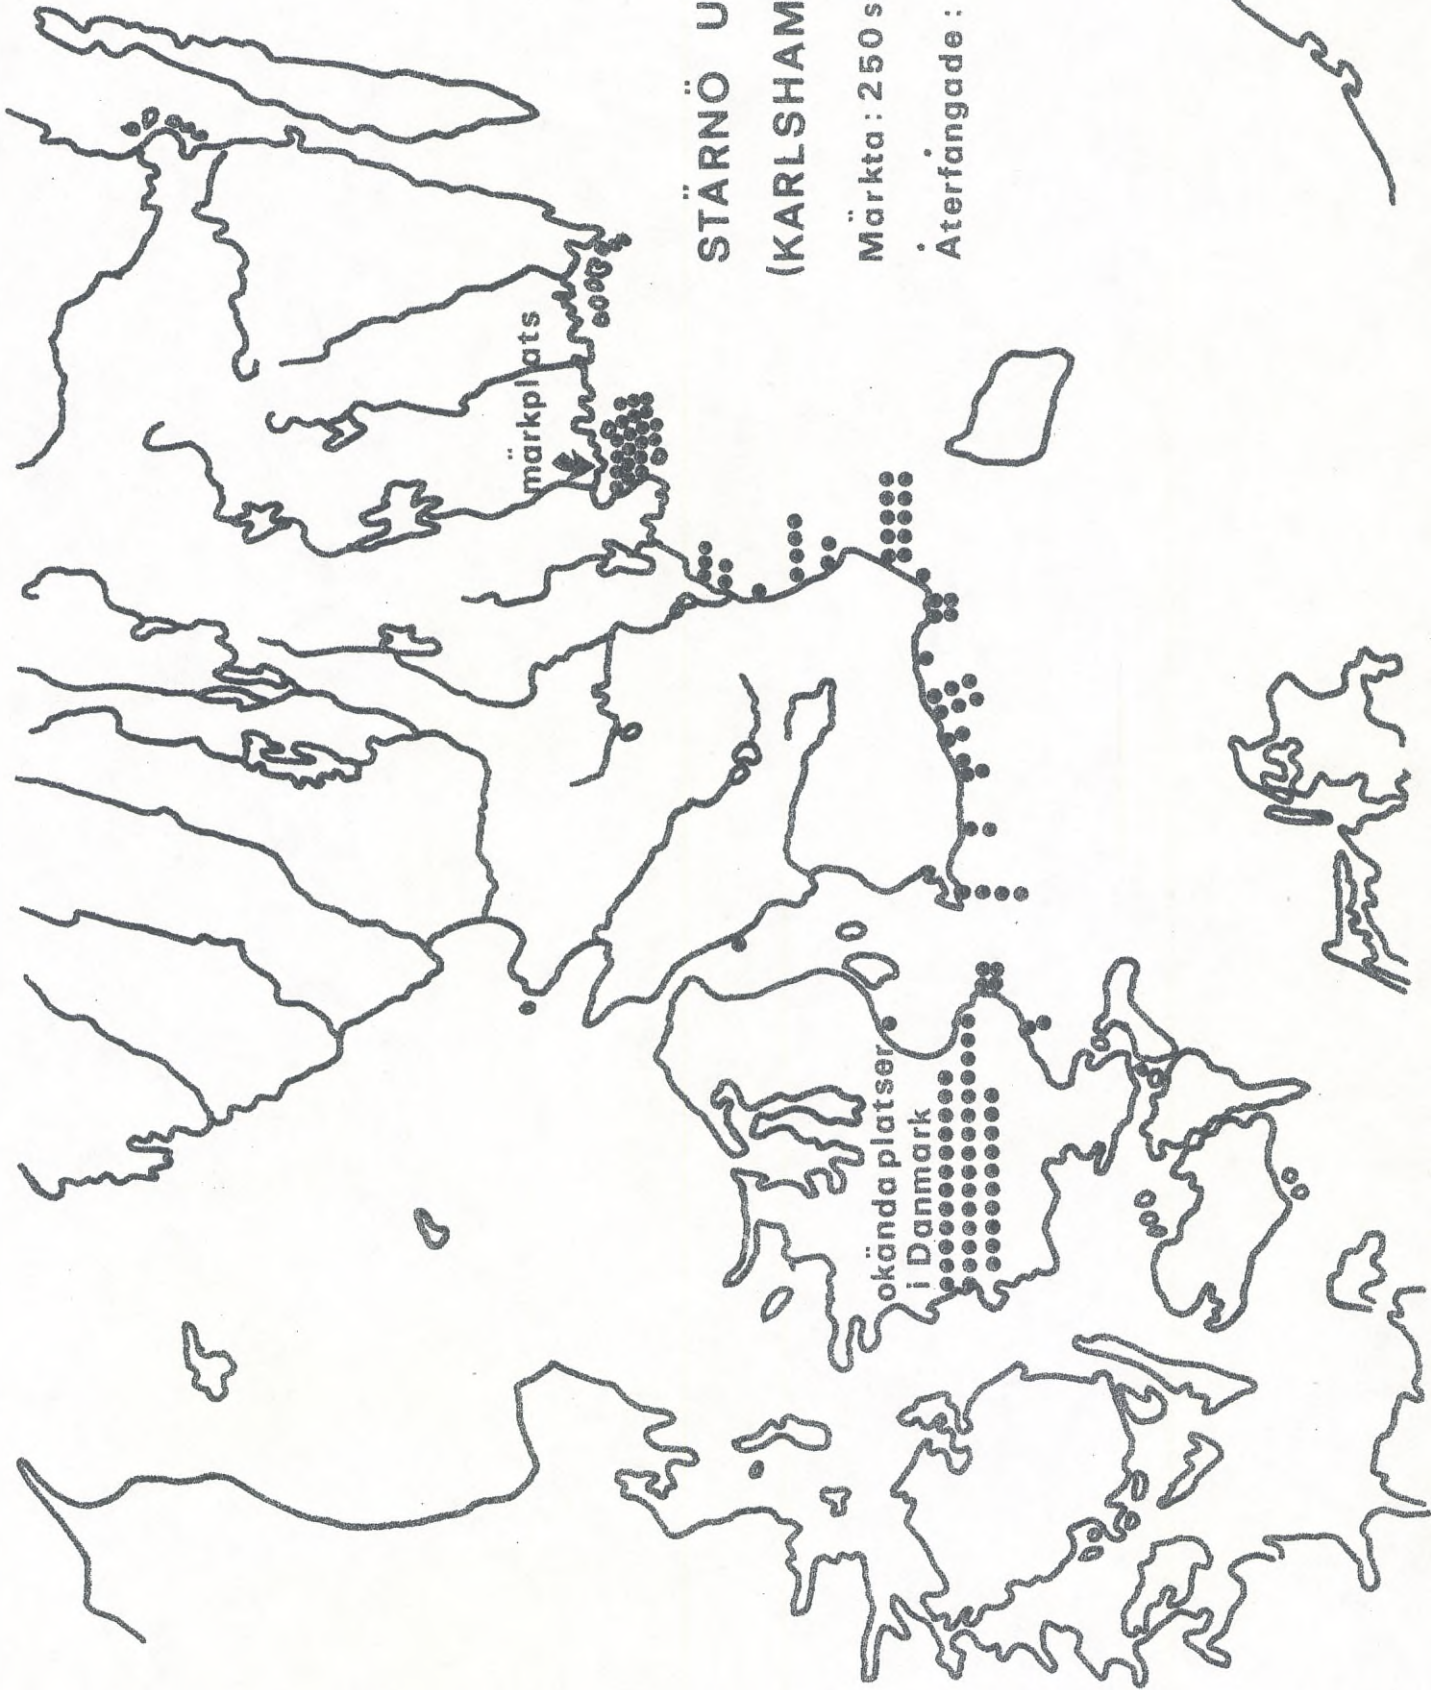 STÄRNÖ U
(KARLSHAM
Märkta: 250 s
Återfångade:
märkplats
okända platser
i Danmark